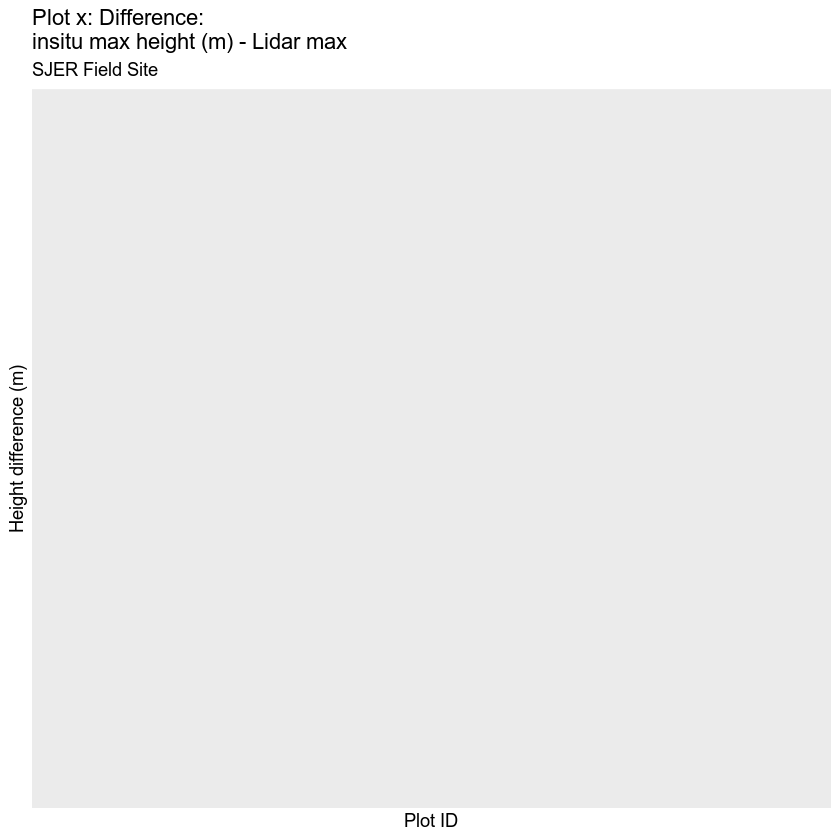 Plot x: Difference:
insitu max height (m) - Lidar max
SJER Field Site
Height difference (m)
Plot ID